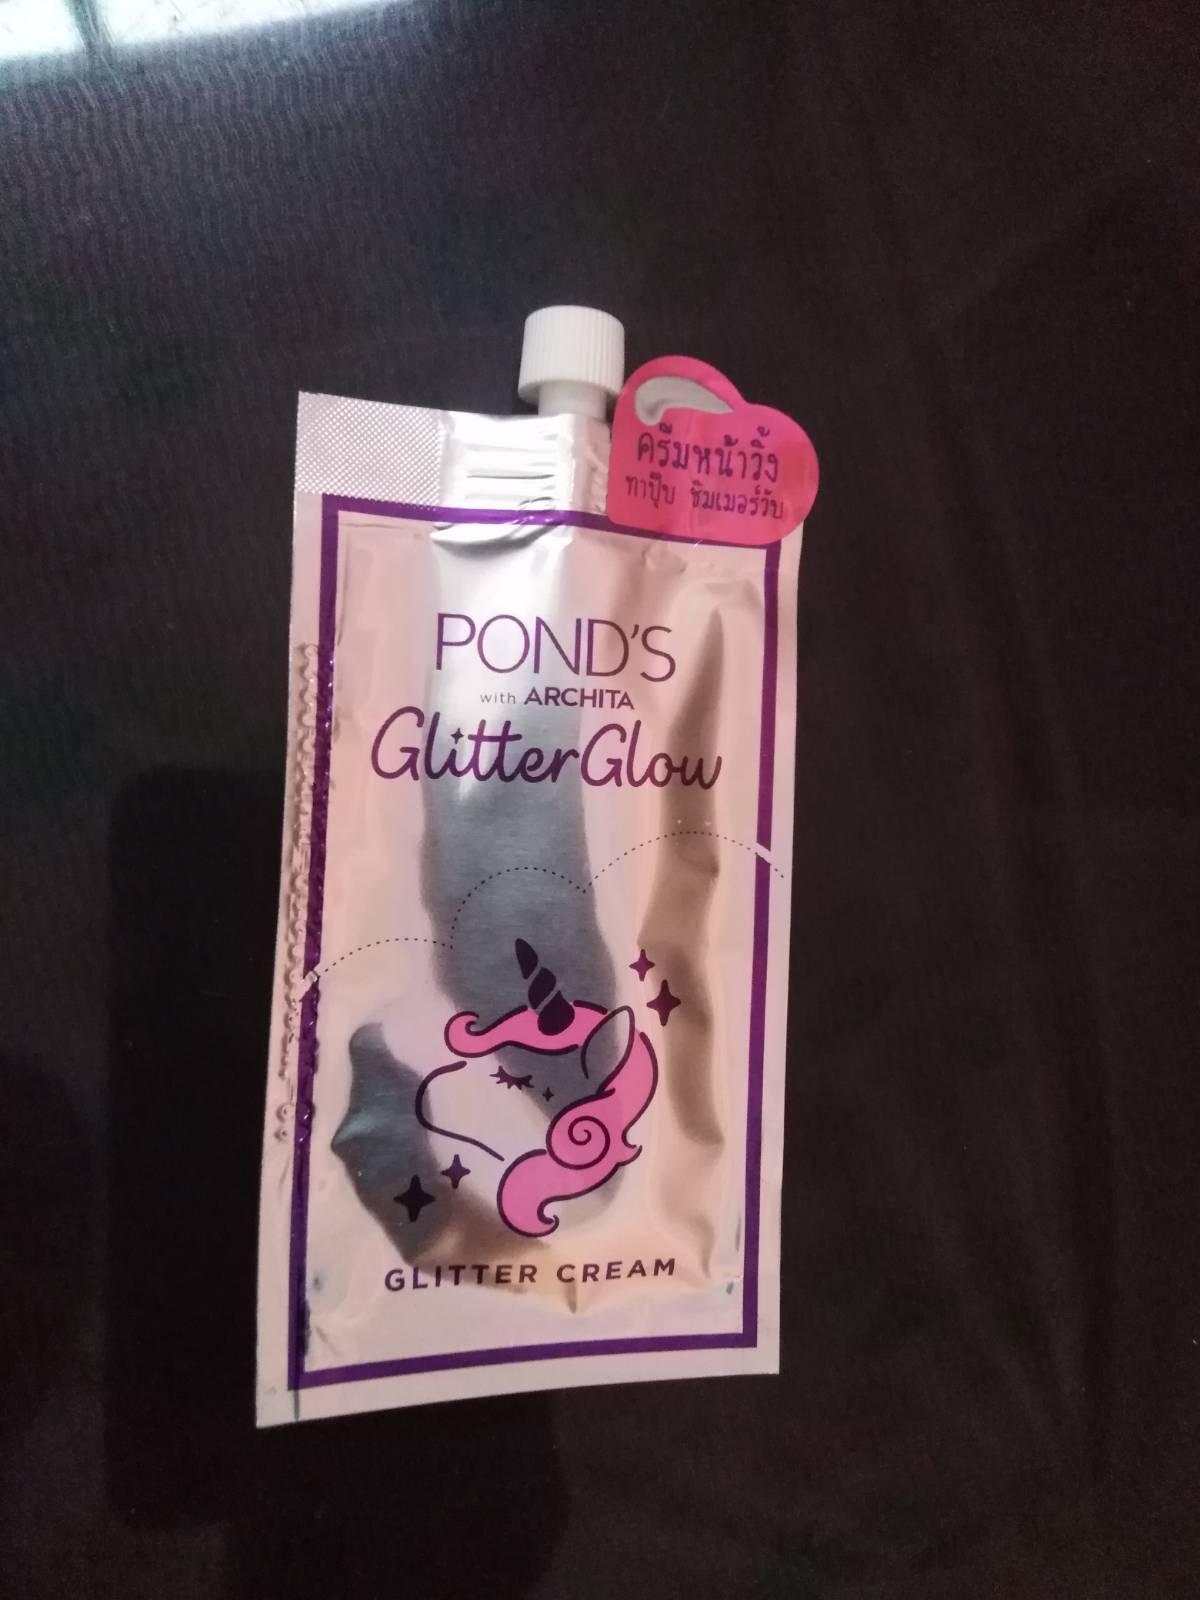 ครีมหน้าวิ้ง
ทาปุ๊บ ชิมเมอร์วับ
POND'S
with ARCHITA
GlitterGlow
GLITTER CREAM